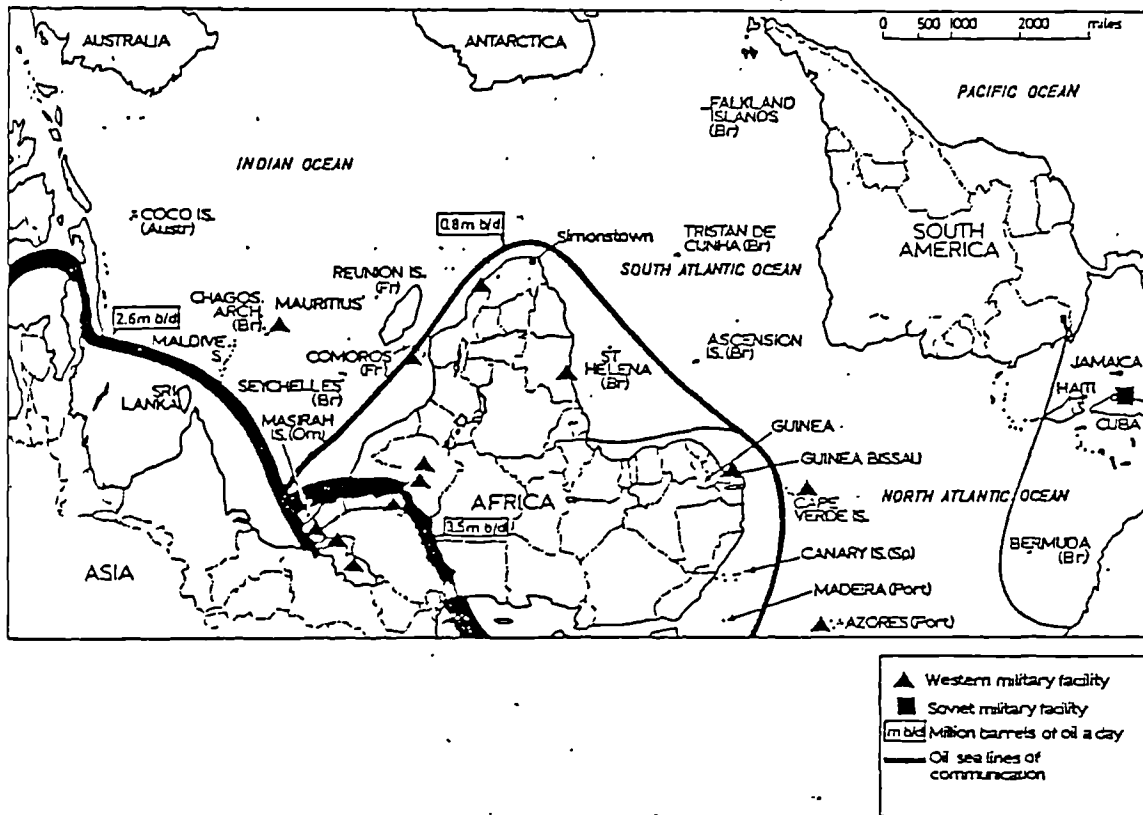 AUSTRALIA
ANTARCTICA
0 500 1000 2000 miles
PACIFIC OCEAN
FALKLAND
ISLANDS
(Br)
INDIAN OCEAN
COCO IS.
(Austr)
0.8m b/d
Simonstown
TRISTAN DE
CUNHA (Br)
SOUTH
AMERICA
SOUTH ATLANTIC OCEAN
REUNION IS.
(Fr)
CHAGOS
ARCH
(Br)
MAURITIUS
2.6m b/d
MALDIVE
S
COMOROS
(Fr)
ST
HELENA
(Br)
ASCENSION
IS. (Br)
JAMAICA
HAITI
CUBA
SRI
LANKA
SEYCHELLES
(Br)
MASIRAH
IS. (Om)
GUINEA
GUINEA BISSAU
AFRICA
NORTH ATLANTIC OCEAN
CAPE
VERDE IS.
3.5m b/d
BERMUDA
(Br)
ASIA
CANARY IS. (Sp)
MADERA (Port)
AZORES (Port)
Western military facility
Soviet military facility
m b/d Million barrels of oil a day
Oil sea lines of
communication